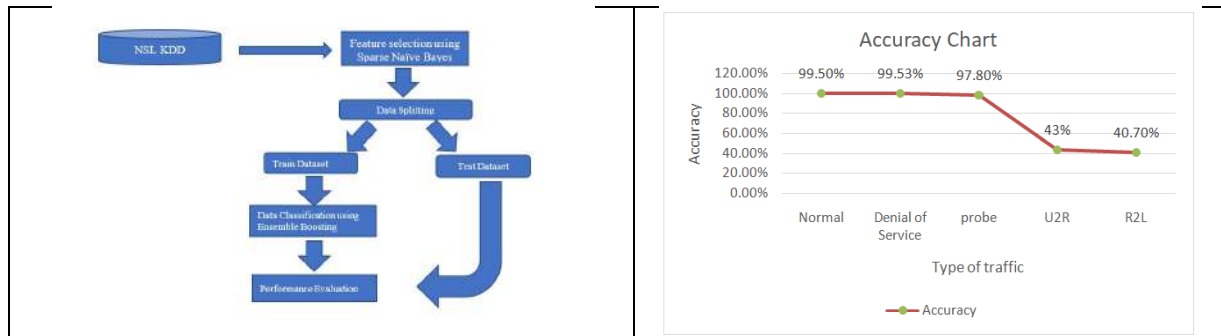 NSL KDD
Feature selection using
Sparse Naïve Bayes
Data Splitting
Train Dataset
Test Dataset
Data Classification using
Ensemble Boosting
Performance Evaluation
Accuracy Chart
120.00%
100.00%
80.00%
60.00%
40.00%
20.00%
0.00%
Accuracy
99.50%
99.53%
97.80%
43%
40.70%
Normal
Denial of
Service
probe
U2R
R2L
Type of traffic
Accuracy